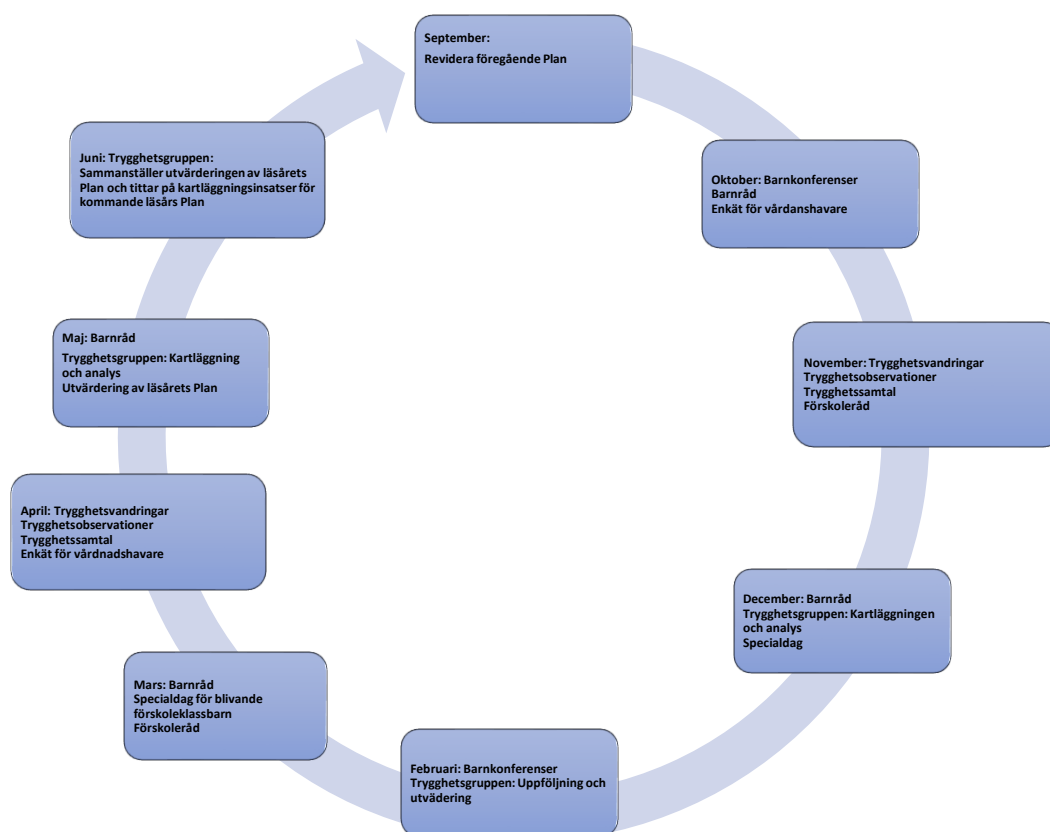 September:
Revidera föregående Plan
Oktober: Barnkonferenser
Barnråd
Enkät för vårdanshavare
November: Trygghetsvandringar
Trygghetsobservationer
Trygghetssamtal
Förskoleråd
December: Barnråd
Trygghetsgruppen: Kartläggningen
och analys
Specialdag
Februari: Barnkonferenser
Trygghetsgruppen: Uppföljning och
utvädering
Mars: Barnråd
Specialdag för blivande
förskoleklassbarn
Förskoleråd
April: Trygghetsvandringar
Trygghetsobservationer
Trygghetssamtal
Enkät för vårdnadshavare
Maj: Barnråd
Trygghetsgruppen: Kartläggning
och analys
Utvärdering av läsårets Plan
Juni: Trygghetsgruppen:
Sammanställer utvärderingen av läsårets
Plan och tittar på kartläggningsinsatser för
kommande läsårs Plan